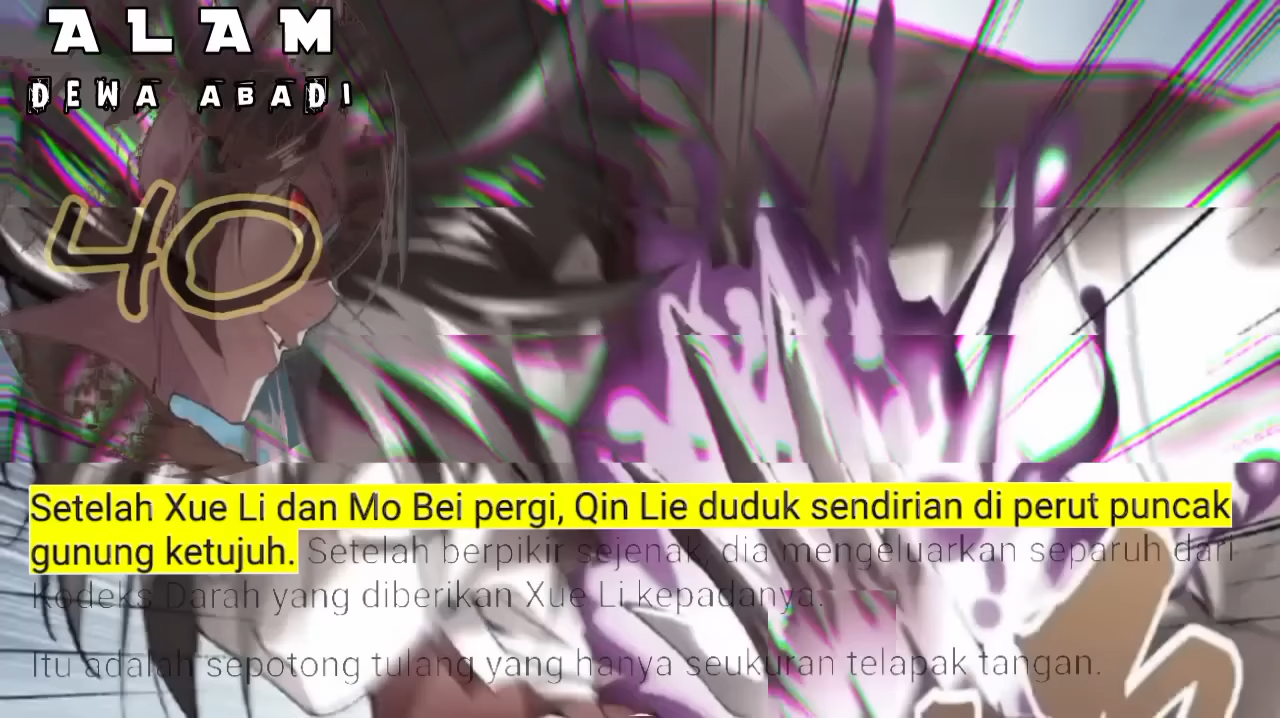 ALAM
DEWA ABADI
40
Setelah Xue Li dan Mo Bei pergi, Qin Lie duduk sendirian di perut puncak
gunung ketujuh. Setelah berpikir sejenak, dia mengeluarkan separuh dari
Kodeks Darah yang diberikan Xue Li kepadanya.
Itu adalah sepotong tulang yang hanya seukuran telapak tangan.